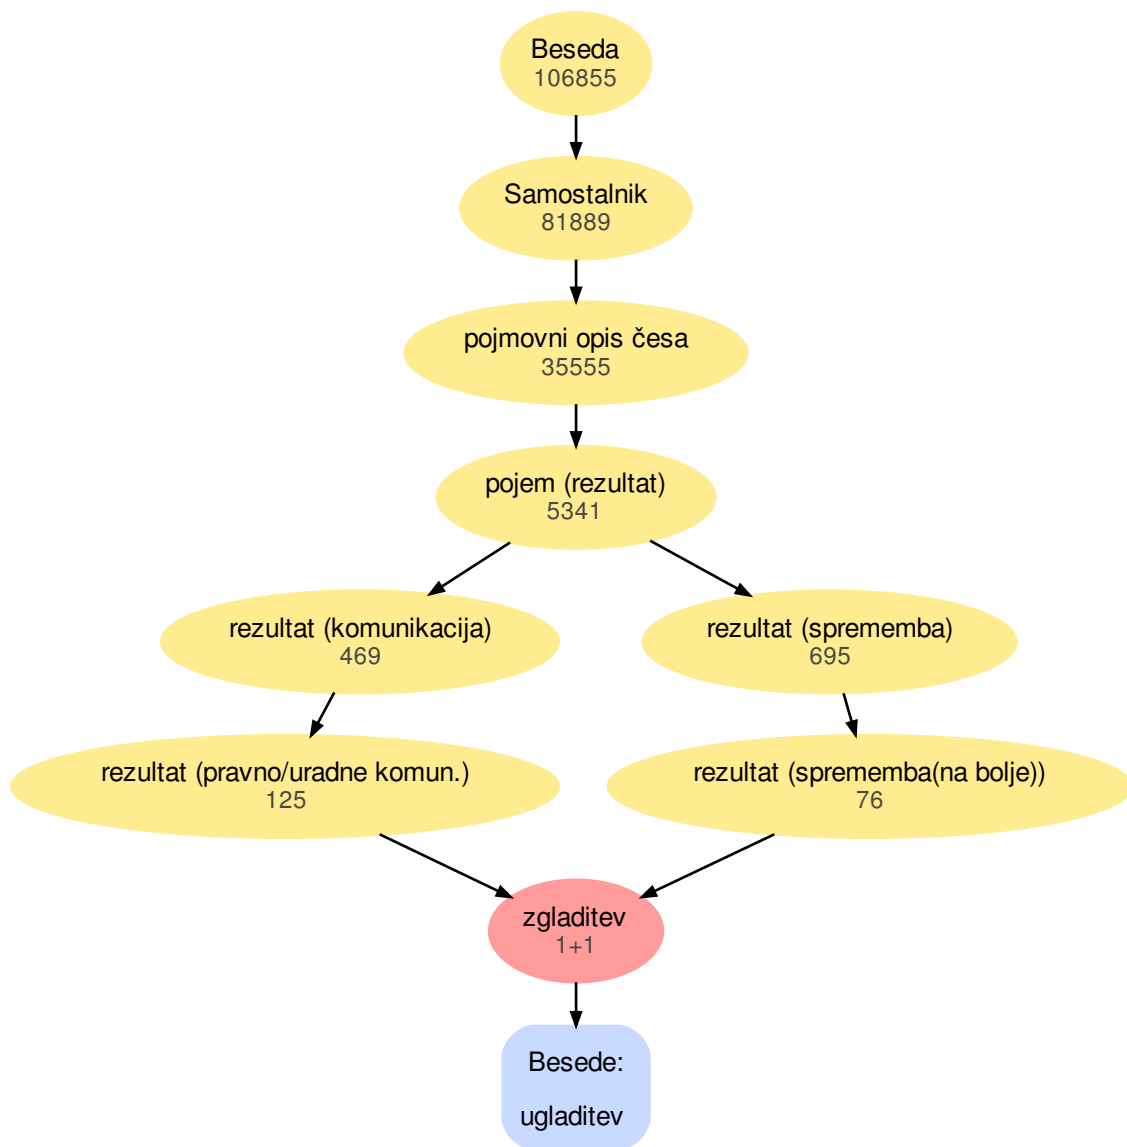 Beseda
106855
Samostalnik
81889
pojmovni opis česa
35555
pojem (rezultat)
5341
rezultat (komunikacija)
469
rezultat (sprememba)
695
rezultat (pravno/uradne komun.)
125
rezultat (sprememba(na bolje))
76
zgladitev
1+1
Besede:
ugladitev